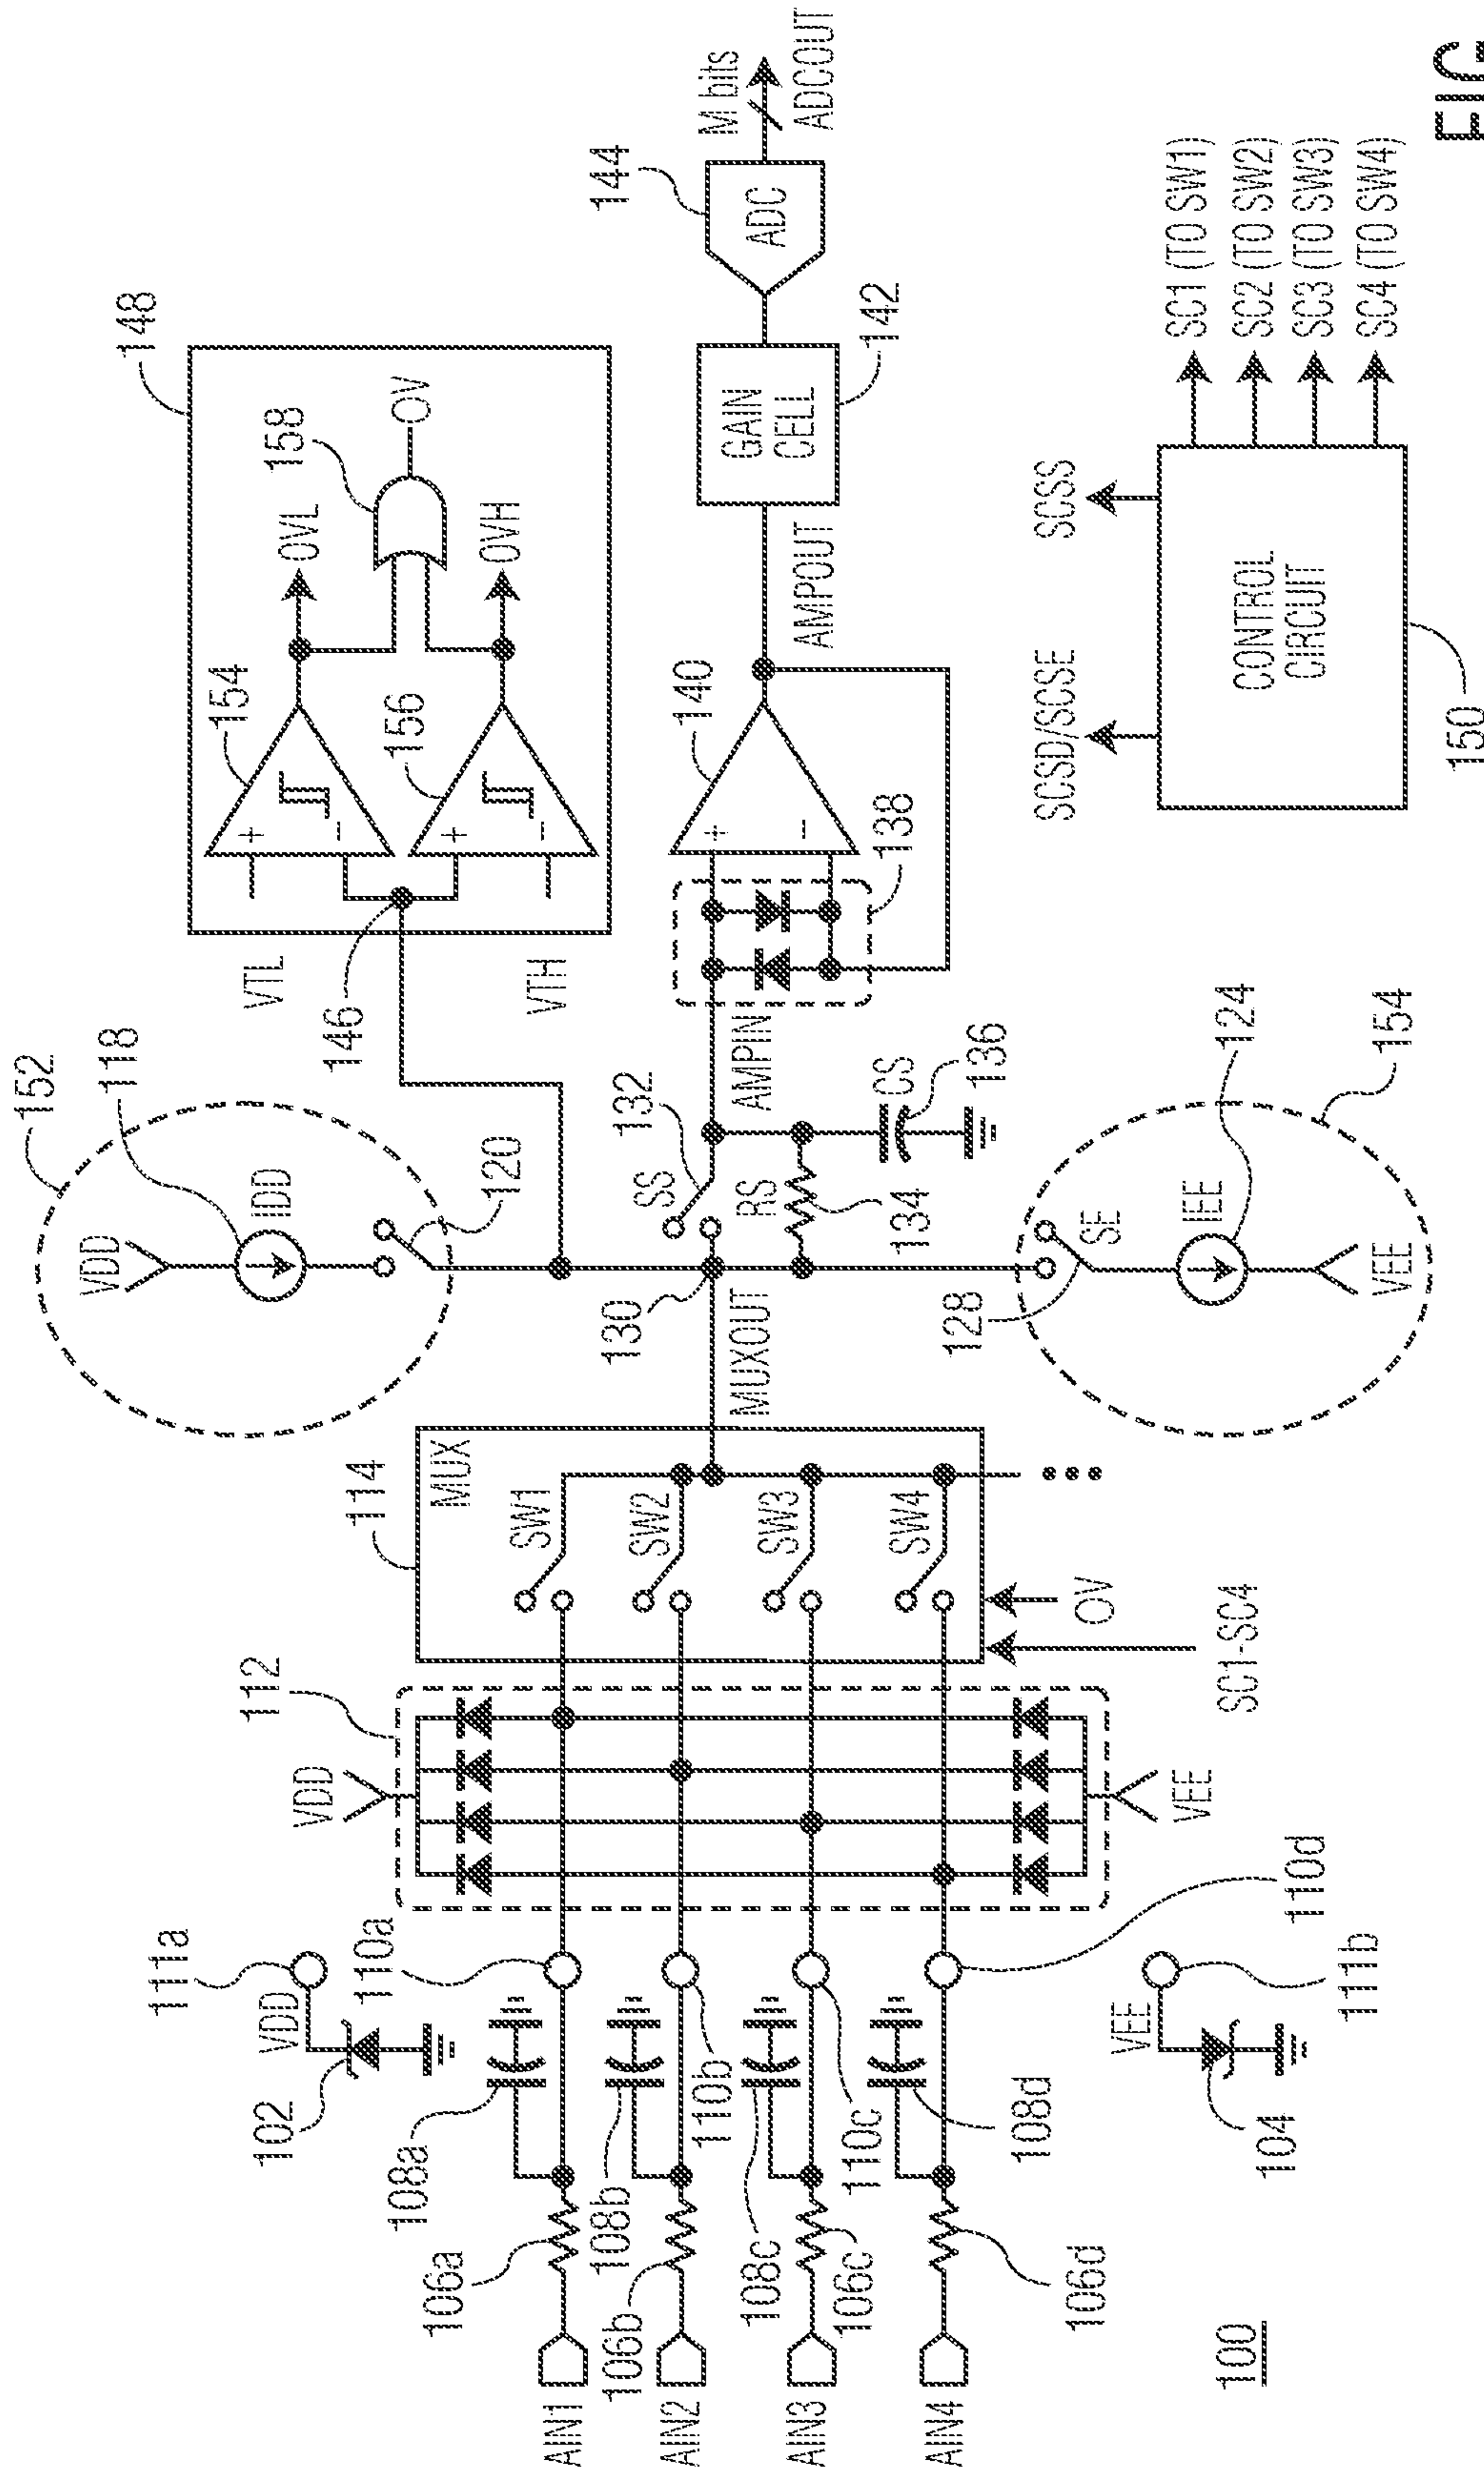 111a
VDD
102
108a
106a
AIN1
110a
108b
106b
AIN2
110b
108c
106c
AIN3
110c
108d
106d
AIN4
110d
VEE
104
111b
100
112
VDD
VEE
114
MUX
SW1
SW2
SW3
SW4
OV
SC1-SC4
152
118
VDD
IDD
120
130
MUXOUT
SS
132
RS
134
CS
136
AMPIN
128
SE
IEE
124
VEE
154
148
VTL
146
VTH
154
+
−
156
+
−
OVL
158
OV
OVH
140
+
−
138
AMPOUT
GAIN
CELL
142
144
ADC
M bits
ADCOUT
SCSD/SCSE
SCSS
CONTROL
CIRCUIT
150
SC1 (TO SW1)
SC2 (TO SW2)
SC3 (TO SW3)
SC4 (TO SW4)
FIG